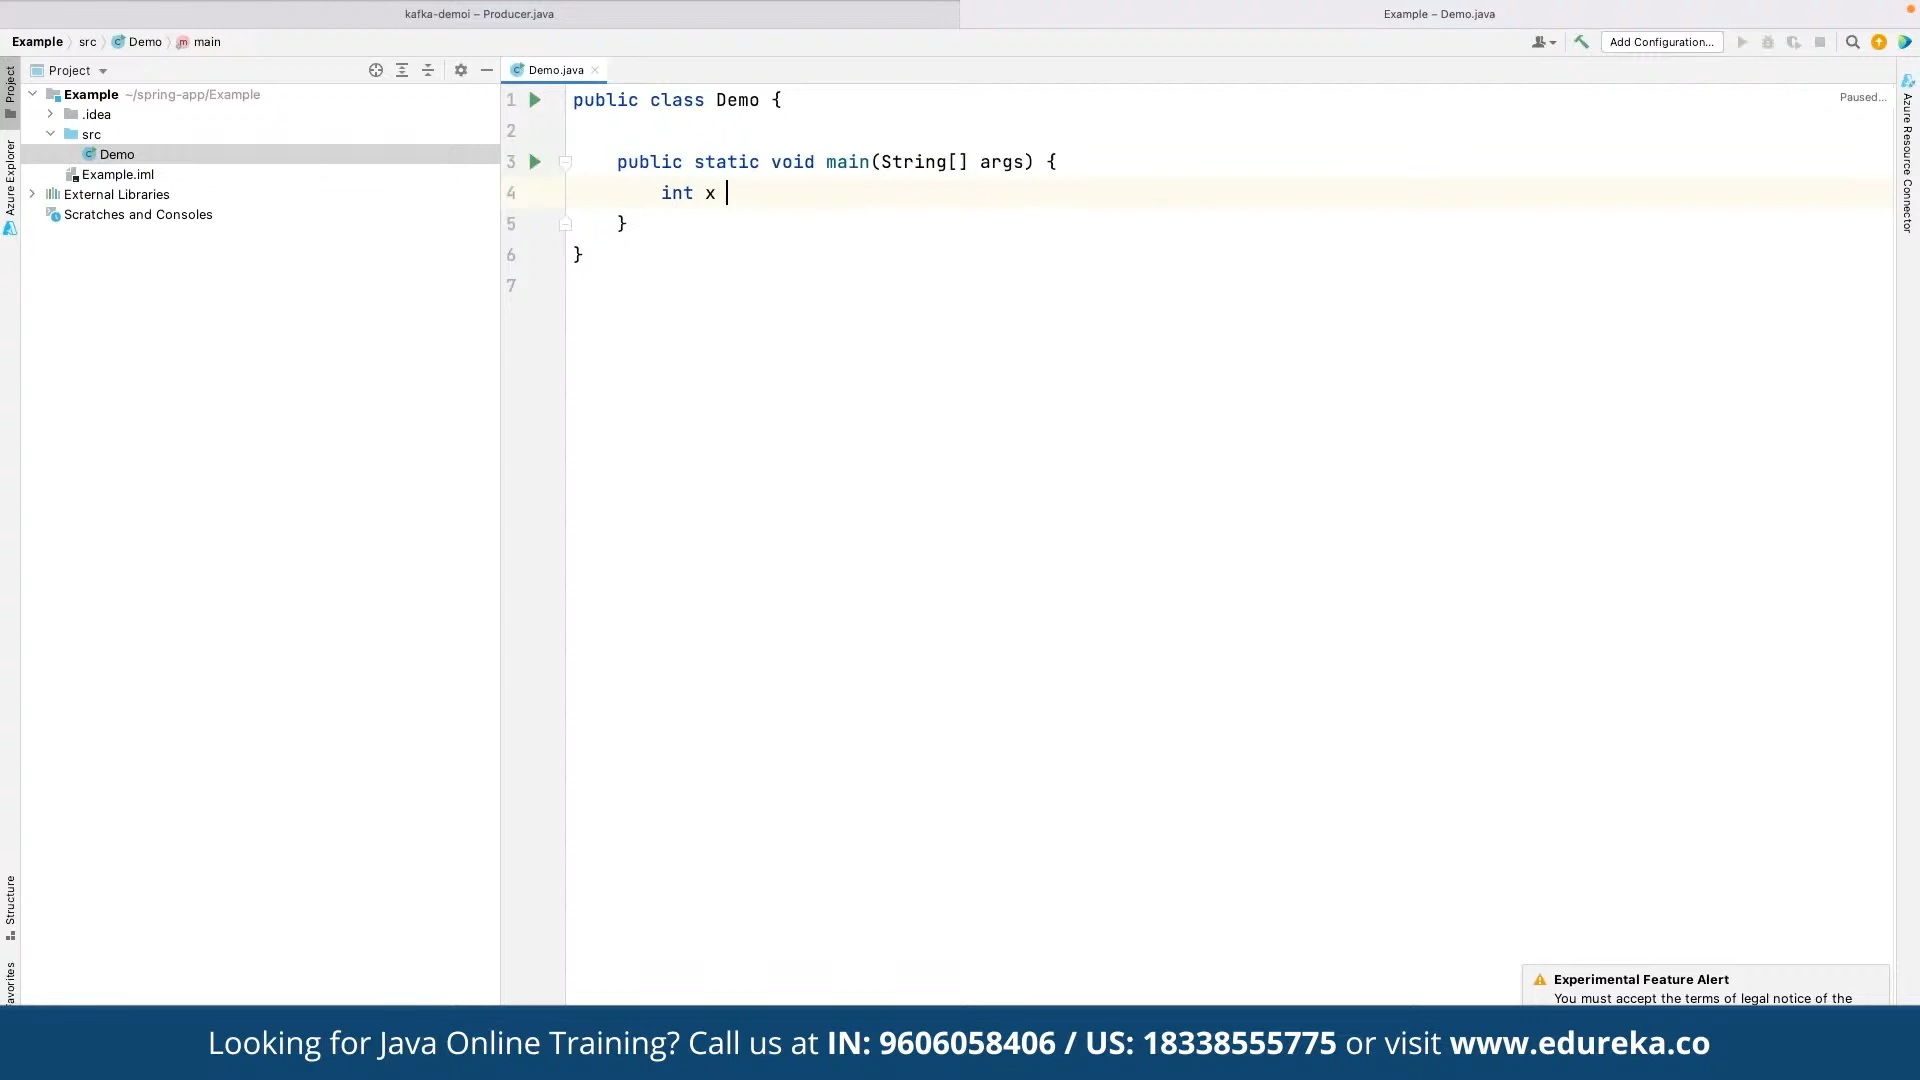 kafka-demoi – Producer.java
Example – Demo.java
Example src Demo main
Add Configuration...
Project
Demo.java
Project
Azure Explorer
Structure
Example ~/spring-app/Example
.idea
src
Demo
Example.iml
External Libraries
Scratches and Consoles
1 public class Demo {
2
3 public static void main(String[] args) {
4 int x
5 }
6 }
7
Paused...
Azure Resource Connector
Experimental Feature Alert
You must accept the terms of legal notice of the
Looking for Java Online Training? Call us at IN: 9606058406 / US: 18338555775 or visit www.edureka.co